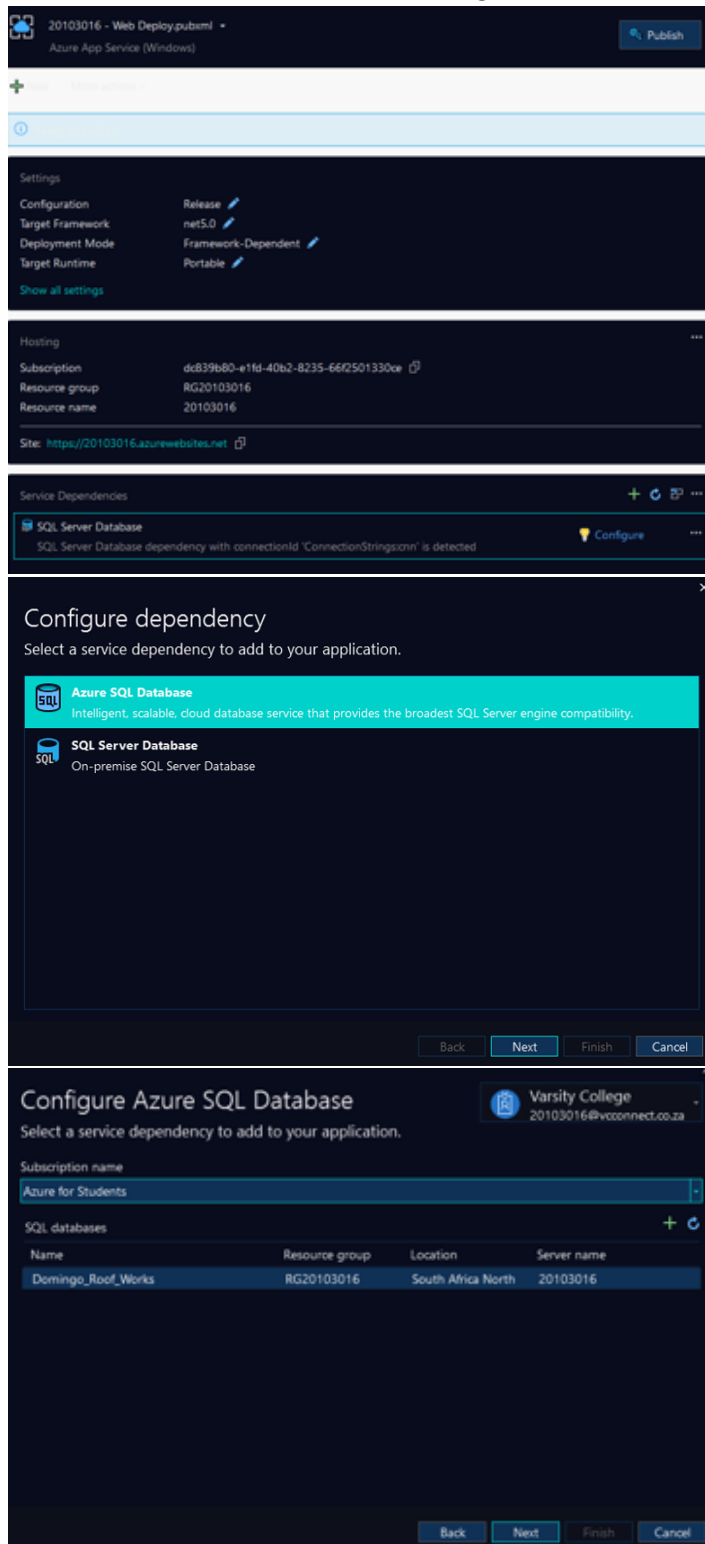 20103016 - Web Deploy.pubxml
Azure App Service (Windows)
Publish
Settings
Configuration Release
Target Framework net5.0
Deployment Mode Framework-Dependent
Target Runtime Portable
Show all settings
Hosting
Subscription dc839b80-e1fd-40b2-8235-66f2501330ce
Resource group RG20103016
Resource name 20103016
Site: https://20103016.azurewebsites.net
Service Dependencies
SQL Server Database
SQL Server Database dependency with connectionId 'ConnectionStrings:cnn' is detected
Configure
Configure dependency
Select a service dependency to add to your application.
SQL
Azure SQL Database
Intelligent, scalable, cloud database service that provides the broadest SQL Server engine compatibility.
SQL
SQL Server Database
On-premise SQL Server Database
Back Next Finish Cancel
Configure Azure SQL Database
Varsity College
20103016@vcconnect.co.za
Select a service dependency to add to your application.
Subscription name
Azure for Students
SQL databases
Name Resource group Location Server name
Domingo_Roof_Works RG20103016 South Africa North 20103016
Back Next Finish Cancel